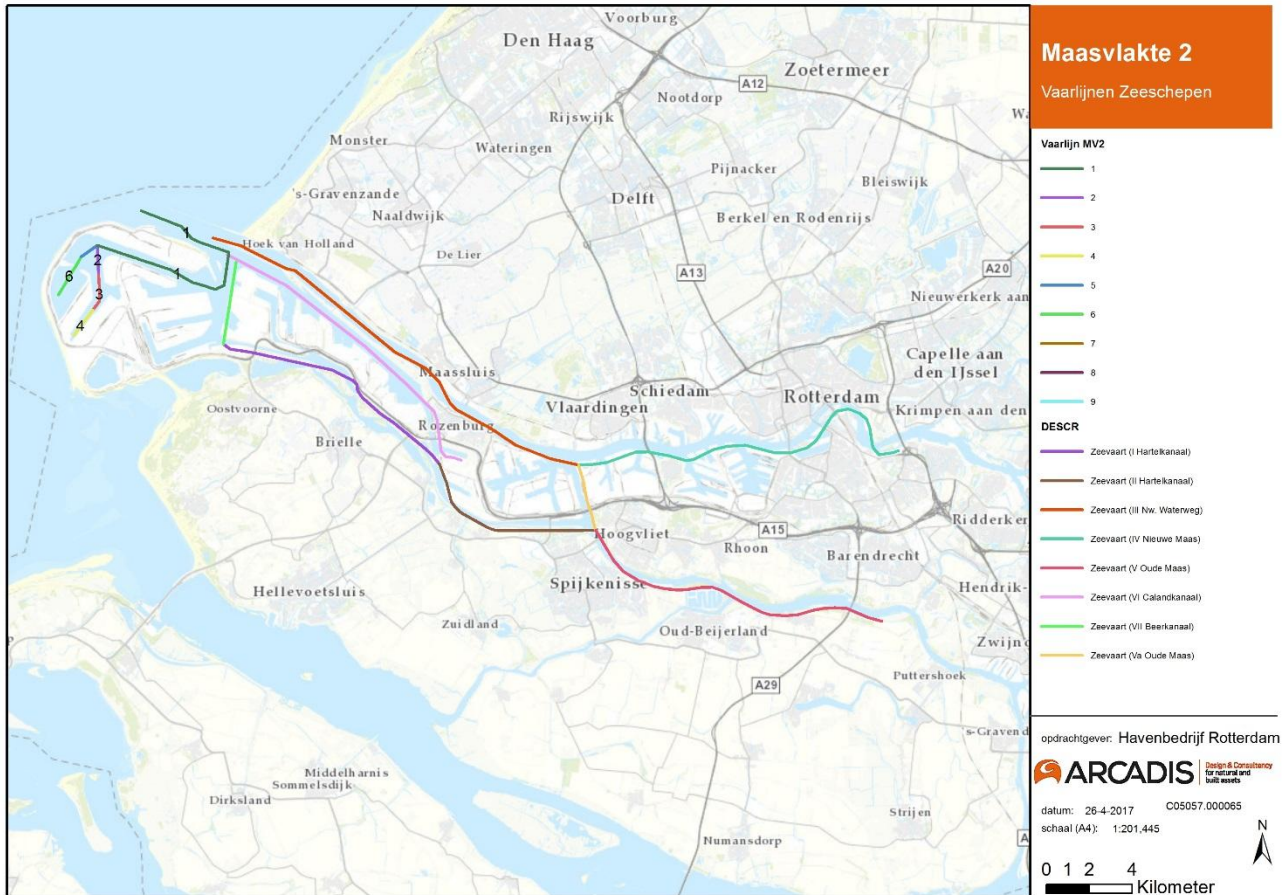 Voorburg
Den Haag
Zoetermeer
A12
Nootdorp
Rijswijk
Monster
Wateringen
Pijnacker
's-Gravenzande
Delft
Bleiswijk
Naaldwijk
Berkel en Rodenrijs
1
Hoek van Holland
De Lier
2
A13
A20
6
1
3
Nieuwerkerk aan
4
Capelle aan
den IJssel
Maassluis
Schiedam
Rotterdam
Oostvoorne
Vlaardingen
Krimpen aan den
Rozenburg
Brielle
Ridderker
A15
Hoogvliet
Rhoon
Barendrecht
Spijkenisse
Hellevoetsluis
Hendrik-
Zuidland
Oud-Beijerland
Zwijn
Puttershoek
A29
's-Gravend
Middelharnis
Sommelsdijk
Dirksland
Strijen
Numansdorp
A
Maasvlakte 2
Vaarlijnen Zeeschepen
Vaarlijn MV2
1
2
3
4
5
6
7
8
9
DESCR
Zeevaart (I Hartelkanaal)
Zeevaart (II Hartelkanaal)
Zeevaart (III Nw. Waterweg)
Zeevaart (IV Nieuwe Maas)
Zeevaart (V Oude Maas)
Zeevaart (VI Calandkanaal)
Zeevaart (VII Beerkanaal)
Zeevaart (Va Oude Maas)
opdrachtgever: Havenbedrijf Rotterdam
ARCADIS
Design & Consultancy
for natural and
built assets
datum: 26-4-2017 C05057.000065
schaal (A4): 1:201,445
N
0 1 2 4
Kilometer